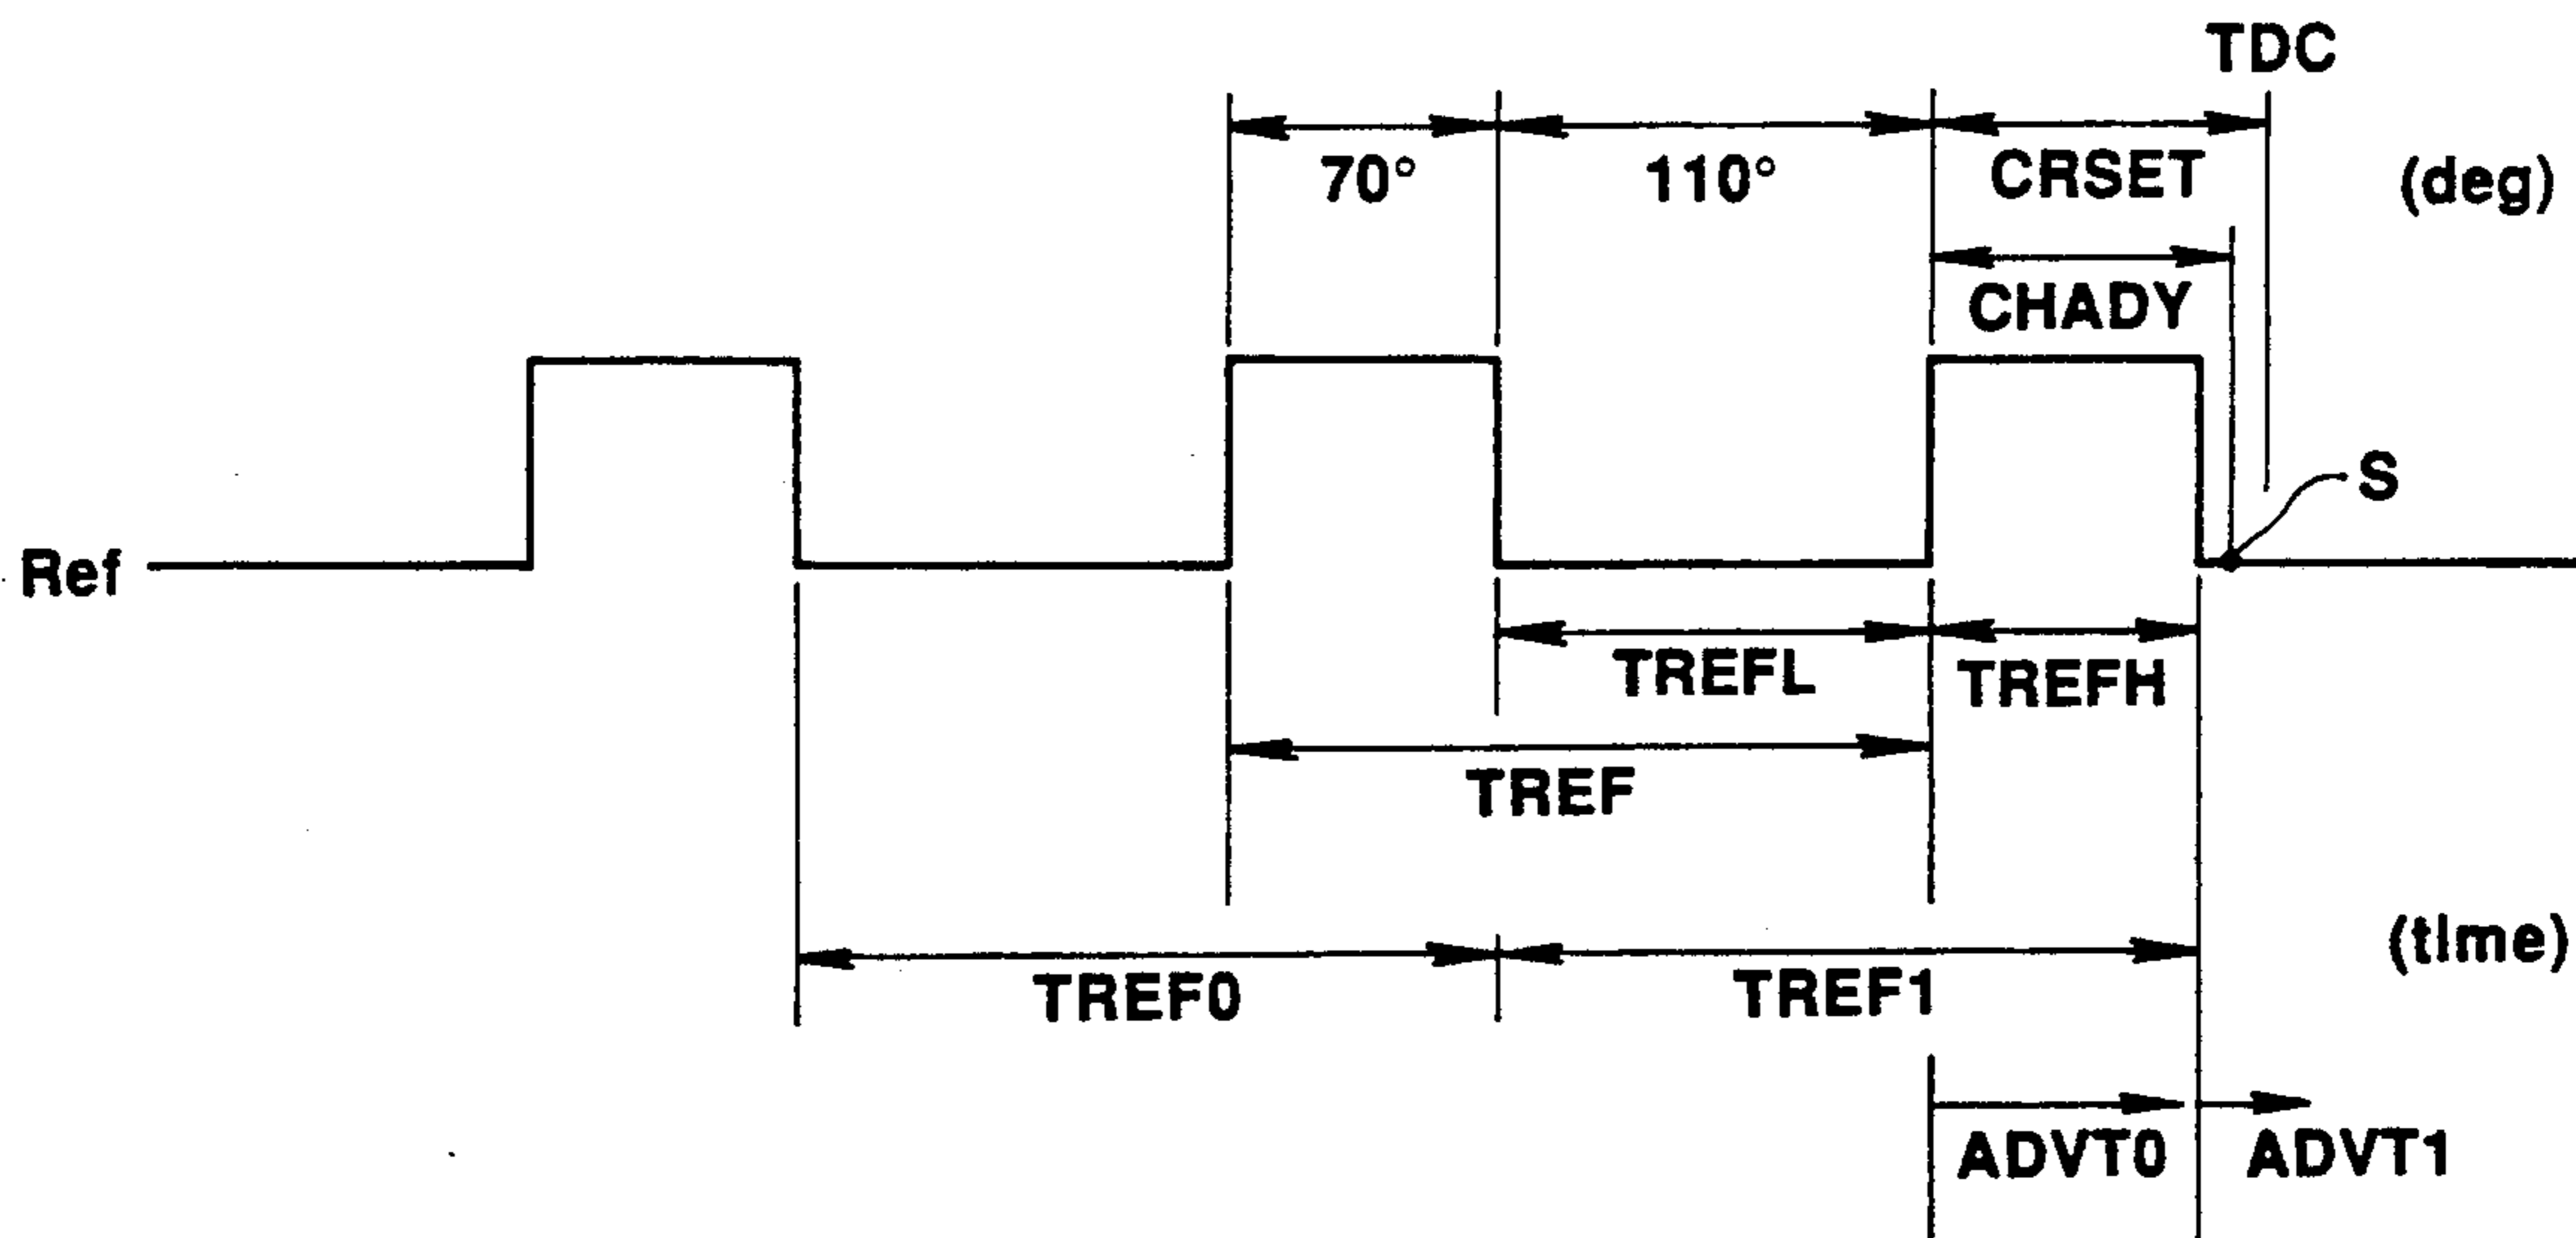 TDC
70° 110° CRSET (deg)
CHADY
S
Ref
TREFL TREFH
TREF
(time)
TREF0 TREF1
ADVT0 ADVT1